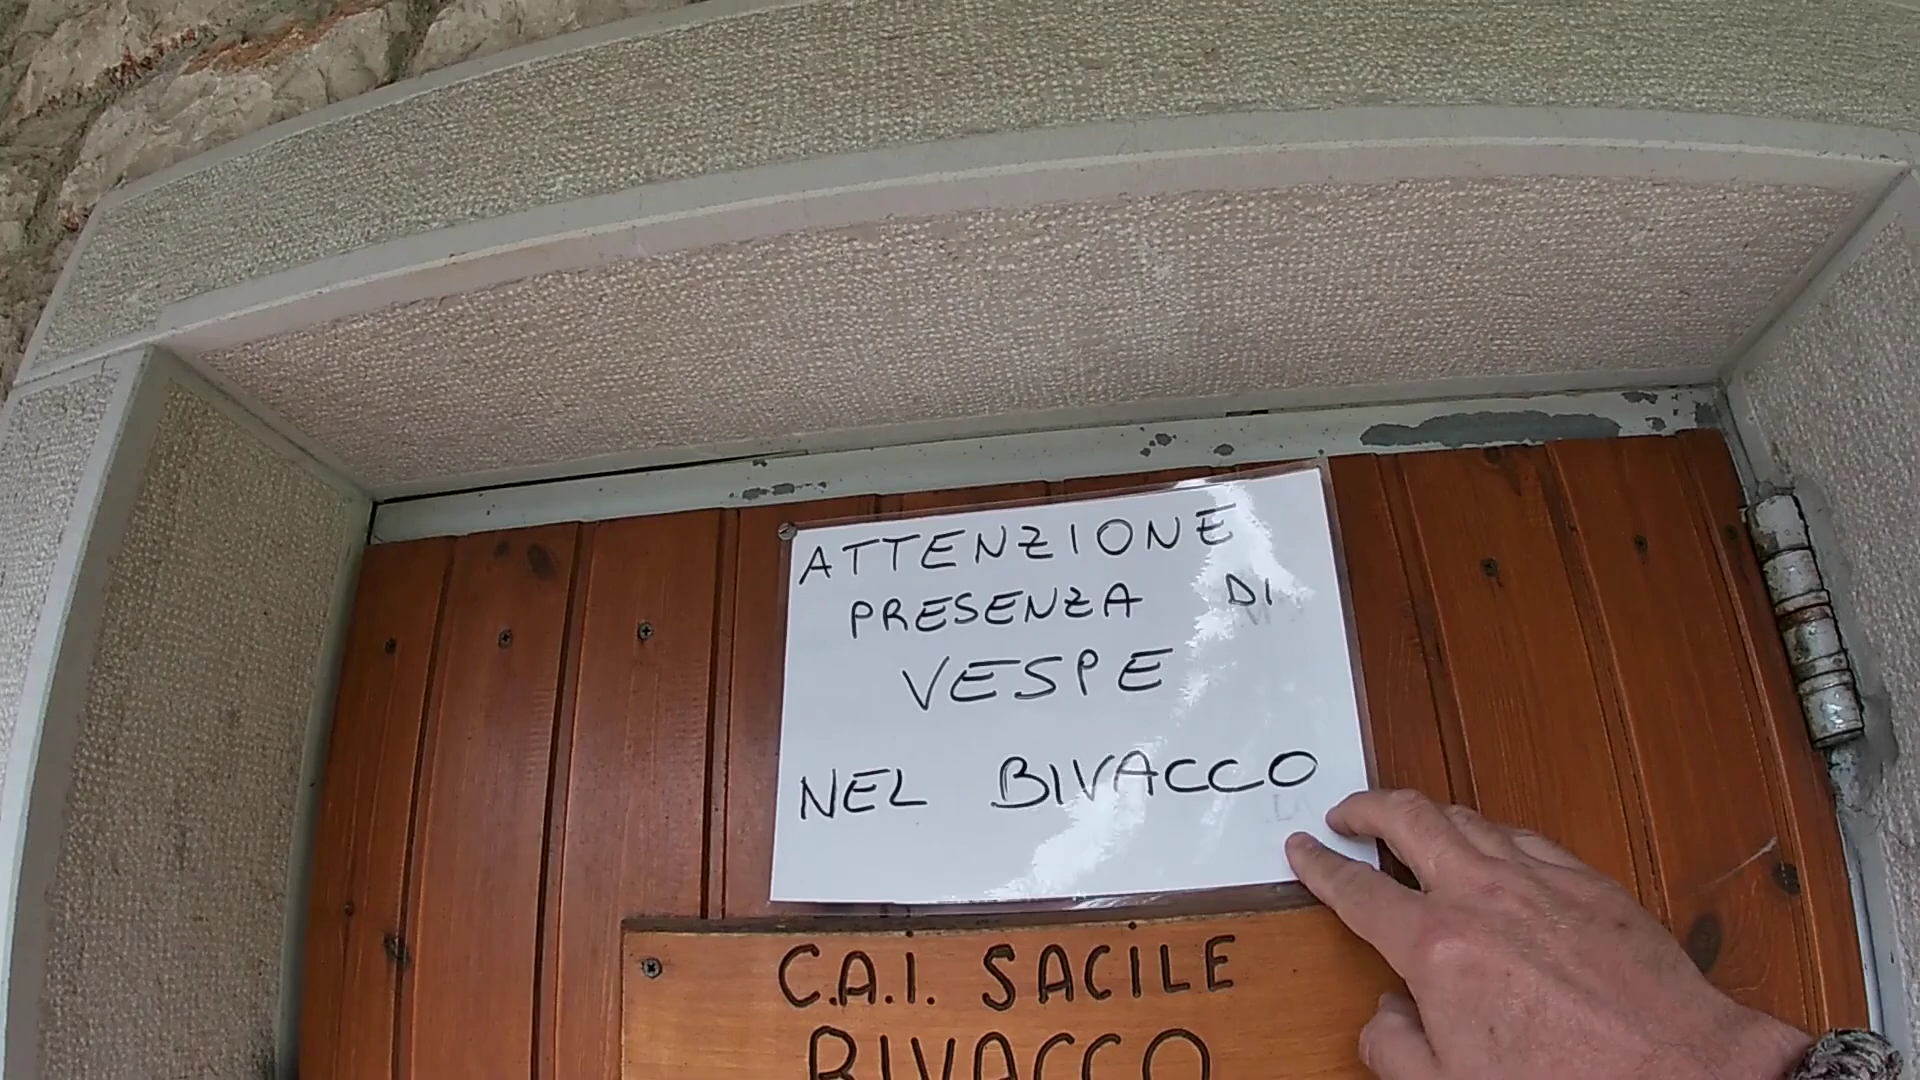 ATTENZIONE
PRESENZA DI
VESPE
NEL BIVACCO
C.A.I. SACILE
BIVACCO